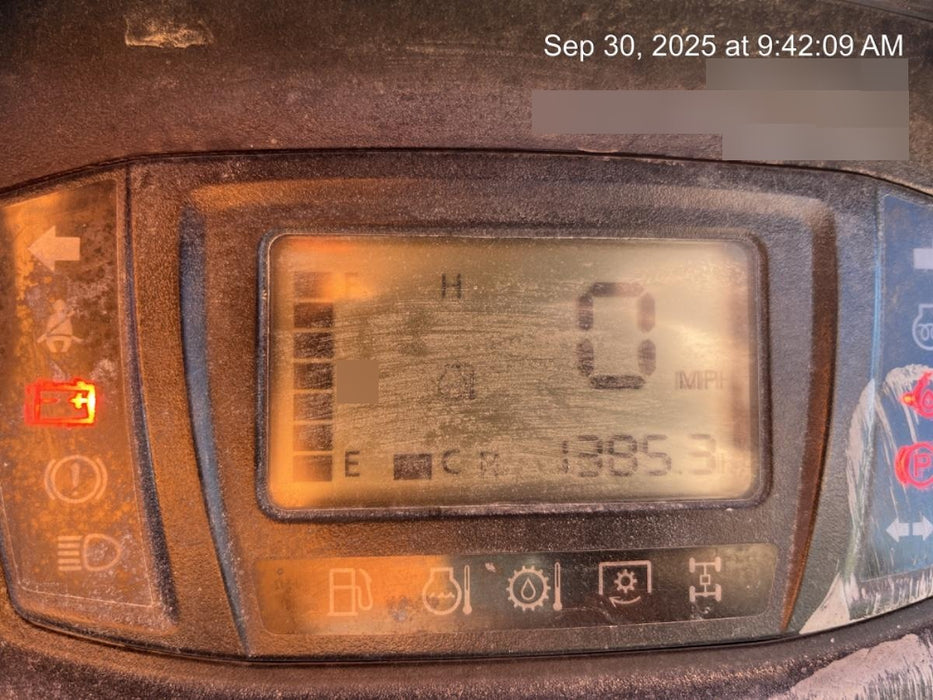 Sep 30, 2025 at 9:42:09 AM
F H
0
MPH
E C 1385.3
P